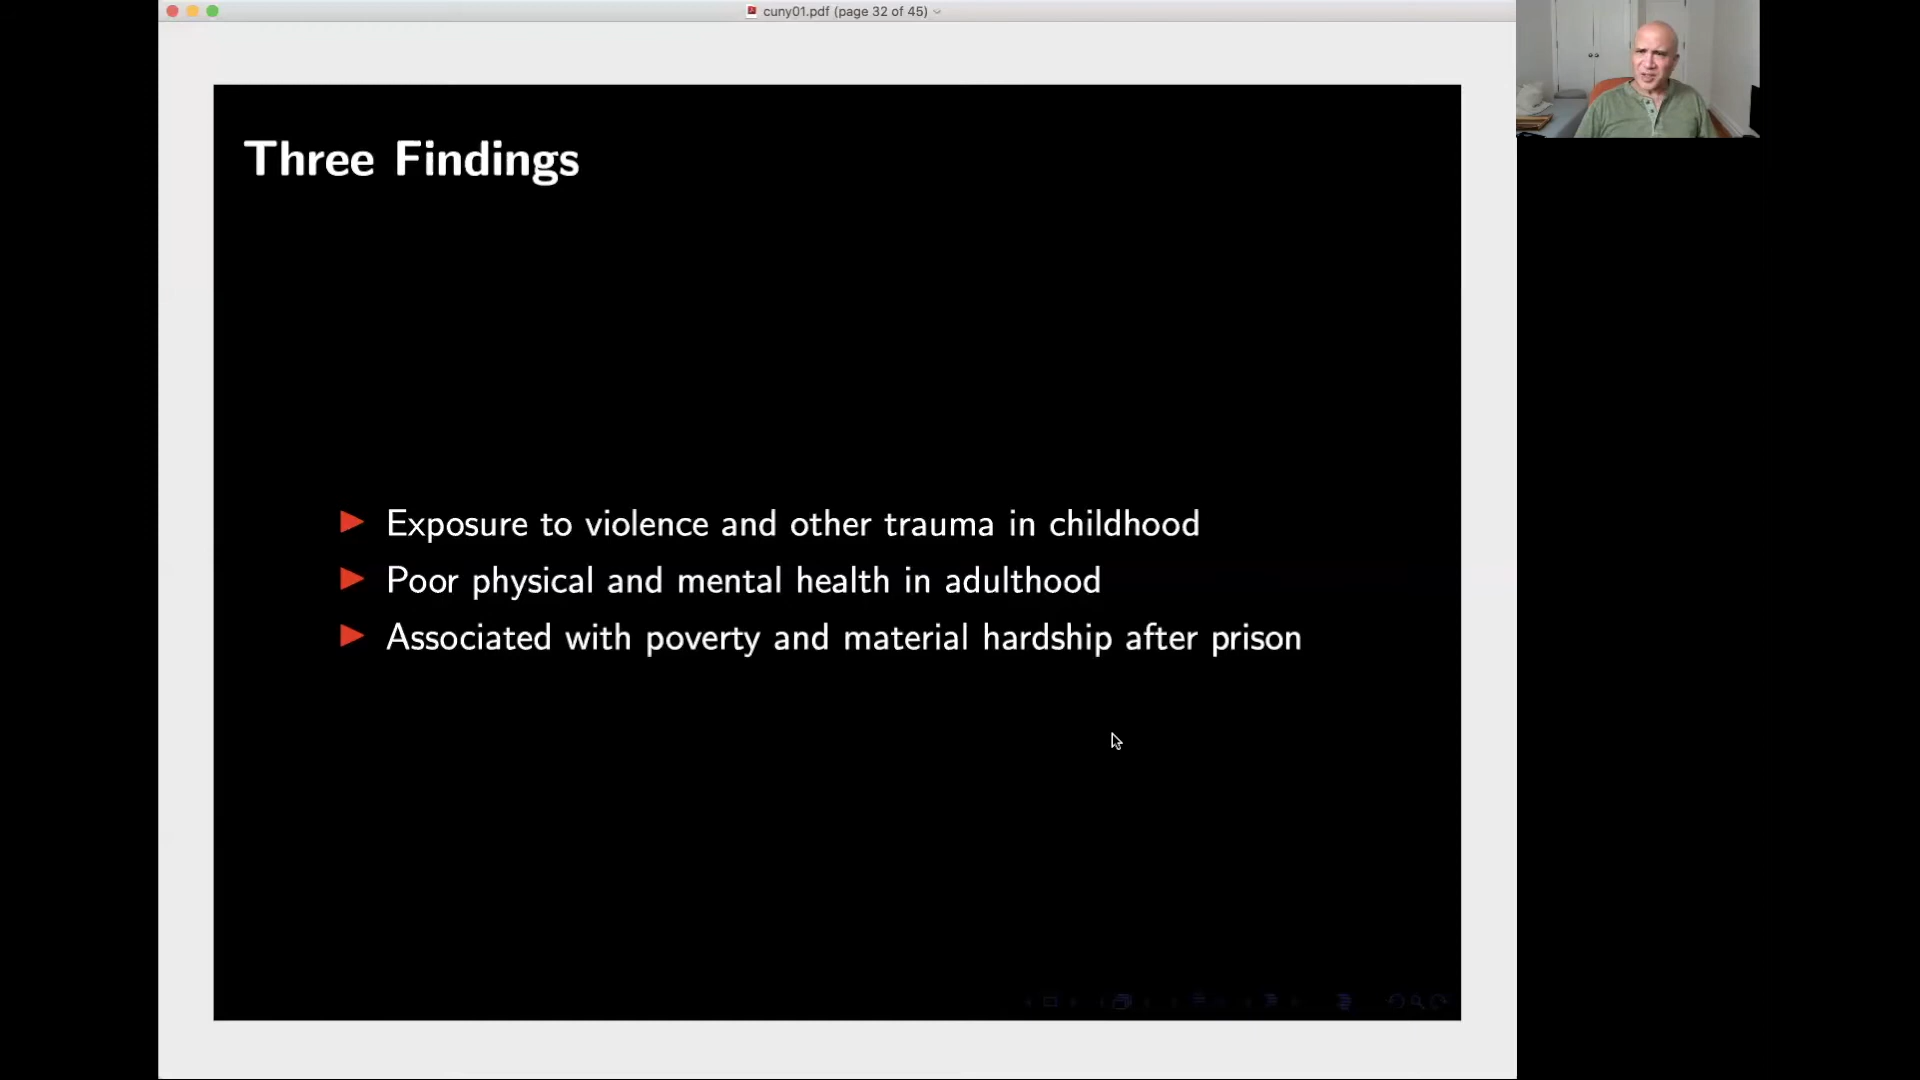 cuny01.pdf (page 32 of 45)
Three Findings
Exposure to violence and other trauma in childhood
Poor physical and mental health in adulthood
Associated with poverty and material hardship after prison